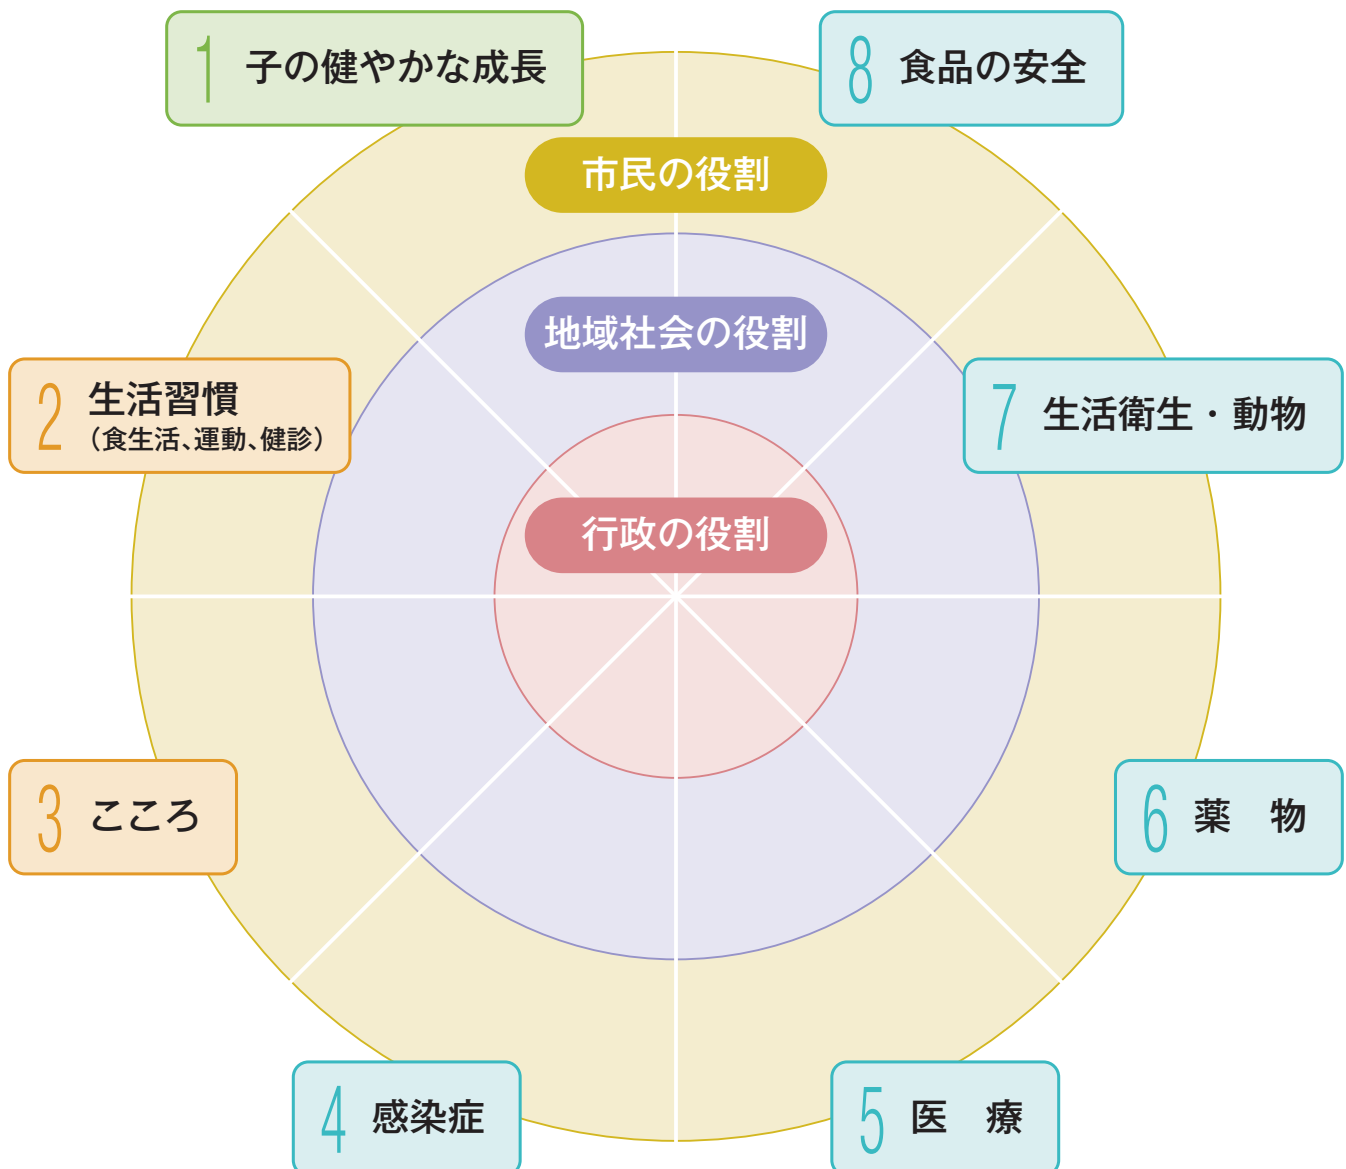 1 子の健やかな成長
8 食品の安全
市民の役割
地域社会の役割
2 生活習慣
（食生活、運動、健診）
7 生活衛生・動物
行政の役割
3 こころ
6 薬　物
4 感染症
5 医　療